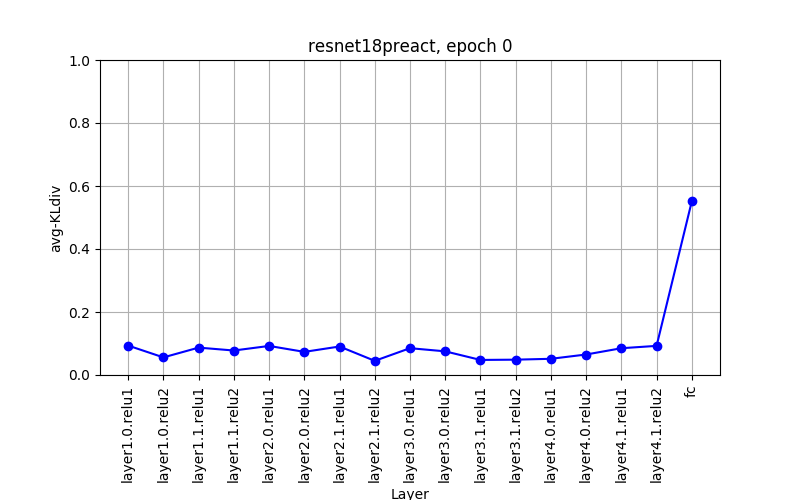 resnet18preact, epoch 0
1.0
0.8
0.6
0.4
0.2
0.0
avg-KLdiv
layer1.0.relu1
layer1.0.relu2
layer1.1.relu1
layer1.1.relu2
layer2.0.relu1
layer2.0.relu2
layer2.1.relu1
layer2.1.relu2
layer3.0.relu1
layer3.0.relu2
layer3.1.relu1
layer3.1.relu2
layer4.0.relu1
layer4.0.relu2
layer4.1.relu1
layer4.1.relu2
fc
Layer